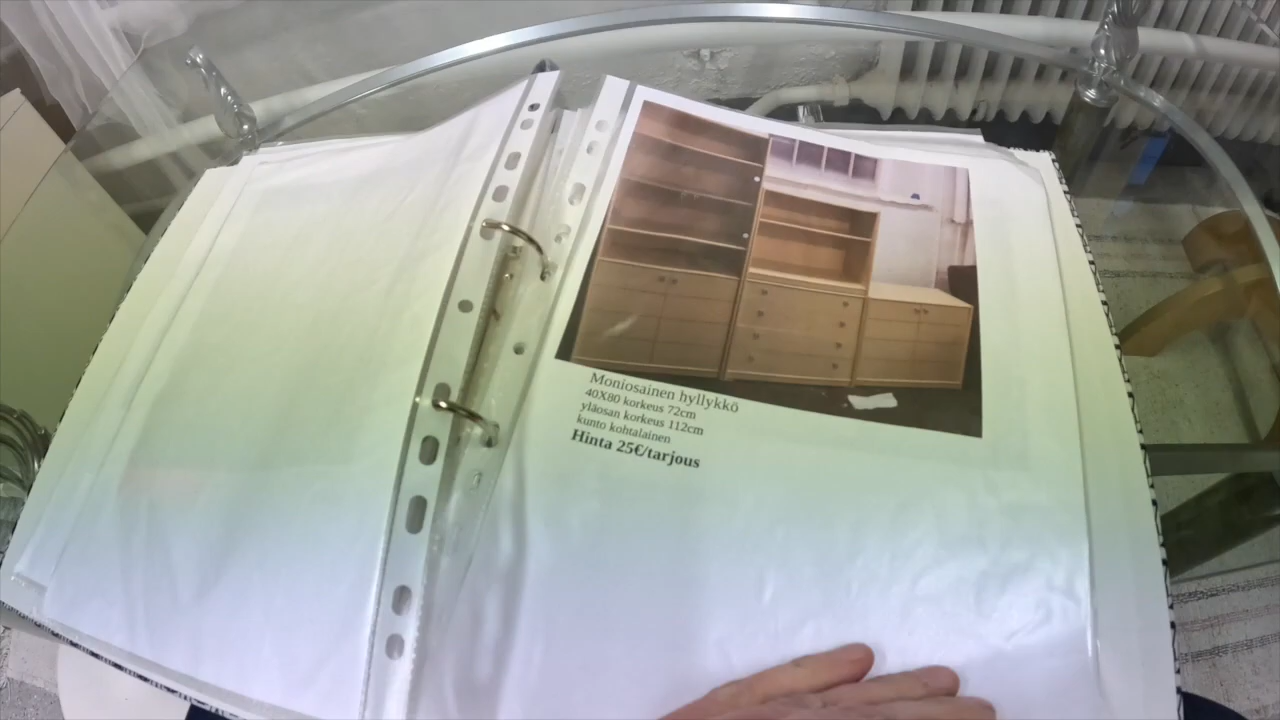 Moniosainen hyllykkö
40X80 korkeus 72cm
yläosan korkeus 112cm
kunto kohtalainen
Hinta 25€/tarjous